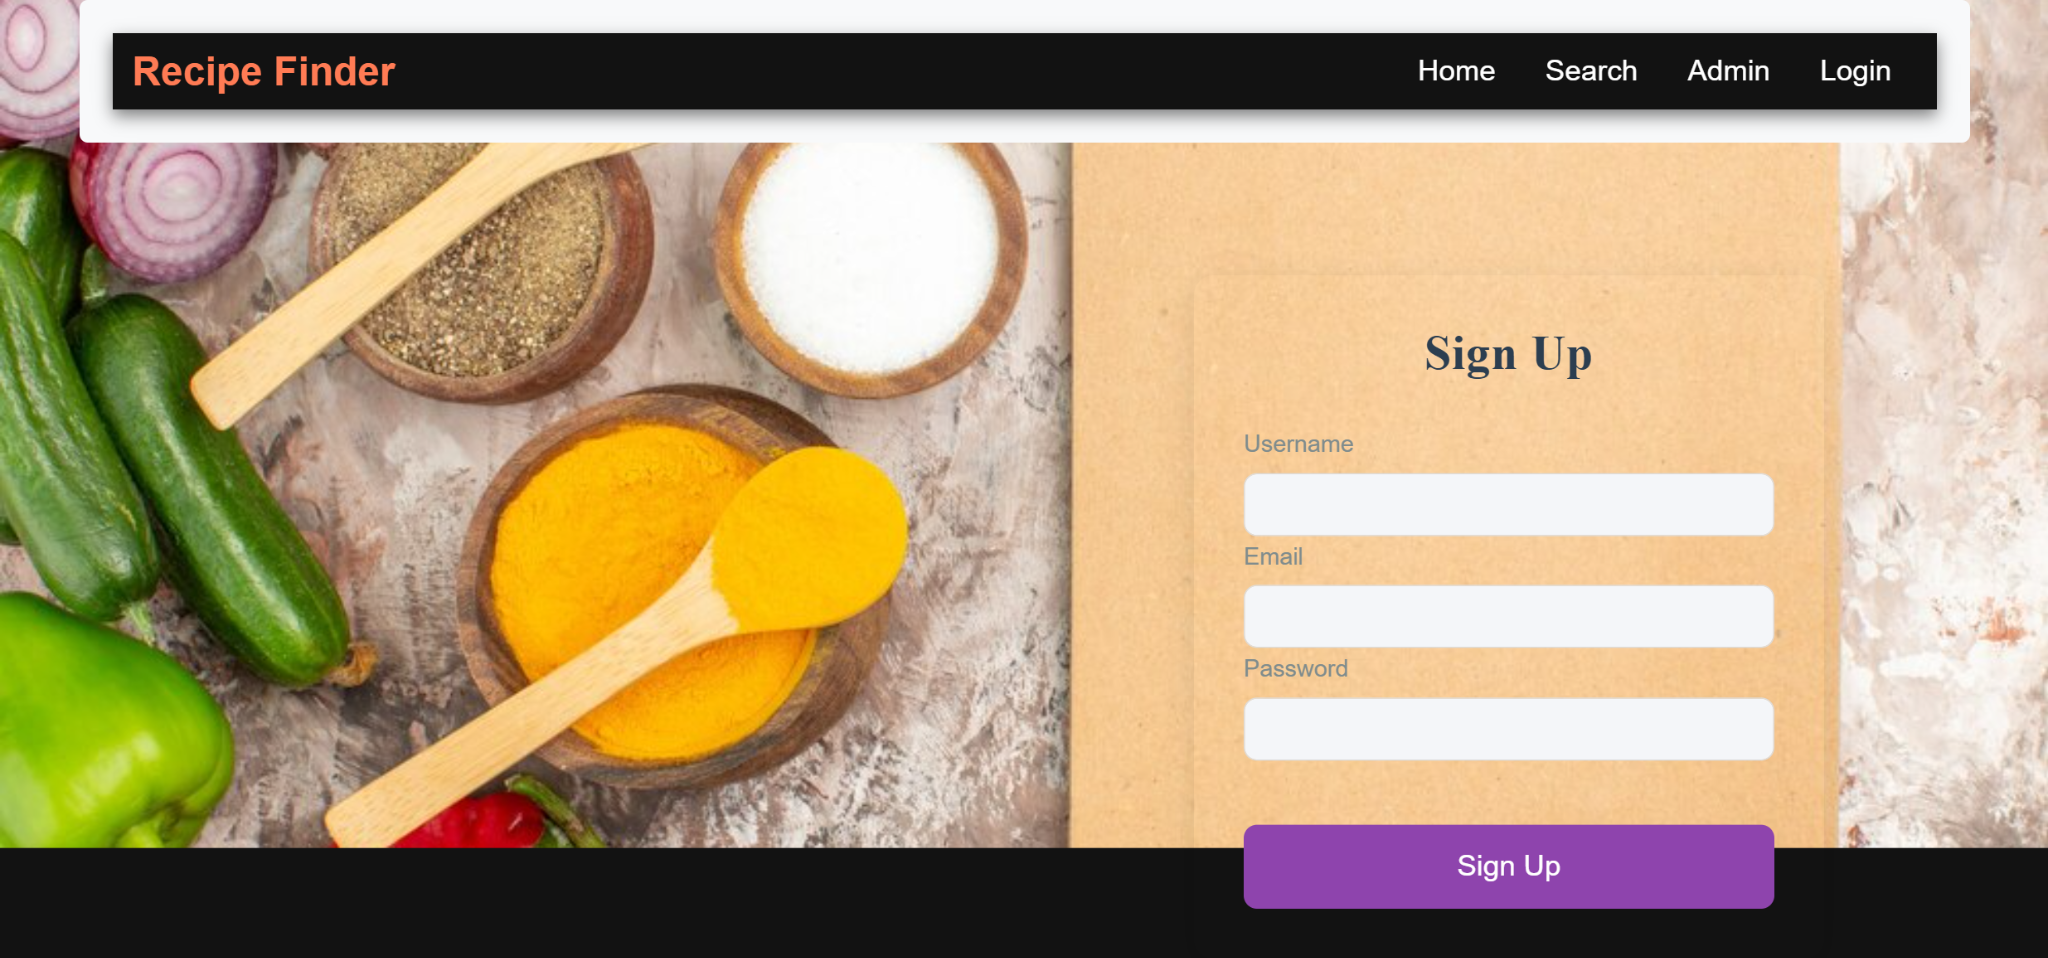 Recipe Finder
Home Search Admin Login
Sign Up
Username
Email
Password
Sign Up